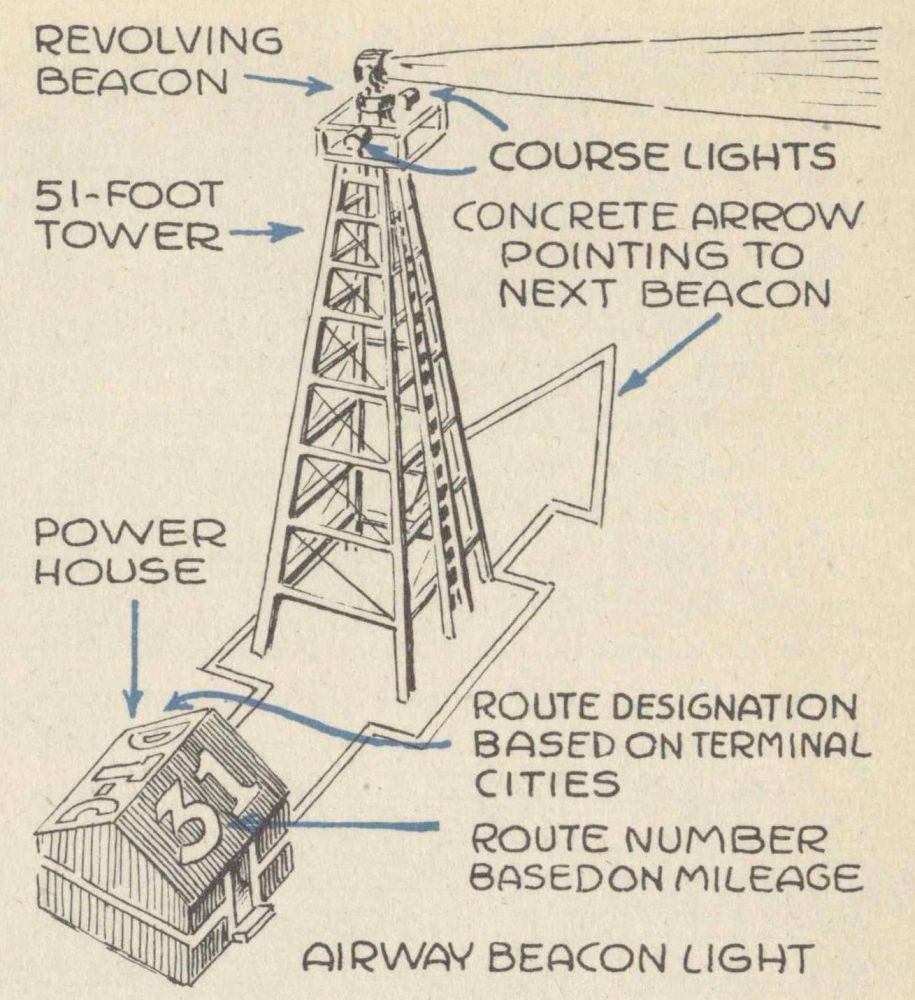 REVOLVING
BEACON
COURSE LIGHTS
51-FOOT
TOWER
CONCRETE ARROW
POINTING TO
NEXT BEACON
POWER
HOUSE
ROUTE DESIGNATION
BASED ON TERMINAL
CITIES
DT-C
31
ROUTE NUMBER
BASED ON MILEAGE
AIRWAY BEACON LIGHT